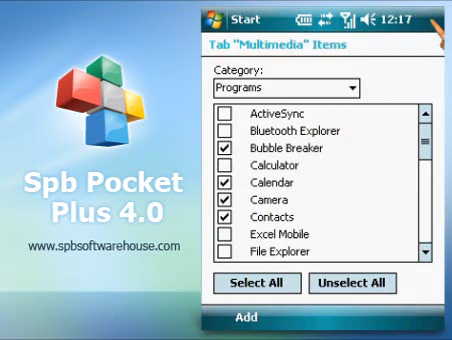 Spb Pocket
Plus 4.0
www.spbsoftwarehouse.com
Start
12:17
Tab "Multimedia" Items
Category:
Programs
ActiveSync
Bluetooth Explorer
Bubble Breaker
Calculator
Calendar
Camera
Contacts
Excel Mobile
File Explorer
Select All
Unselect All
Add